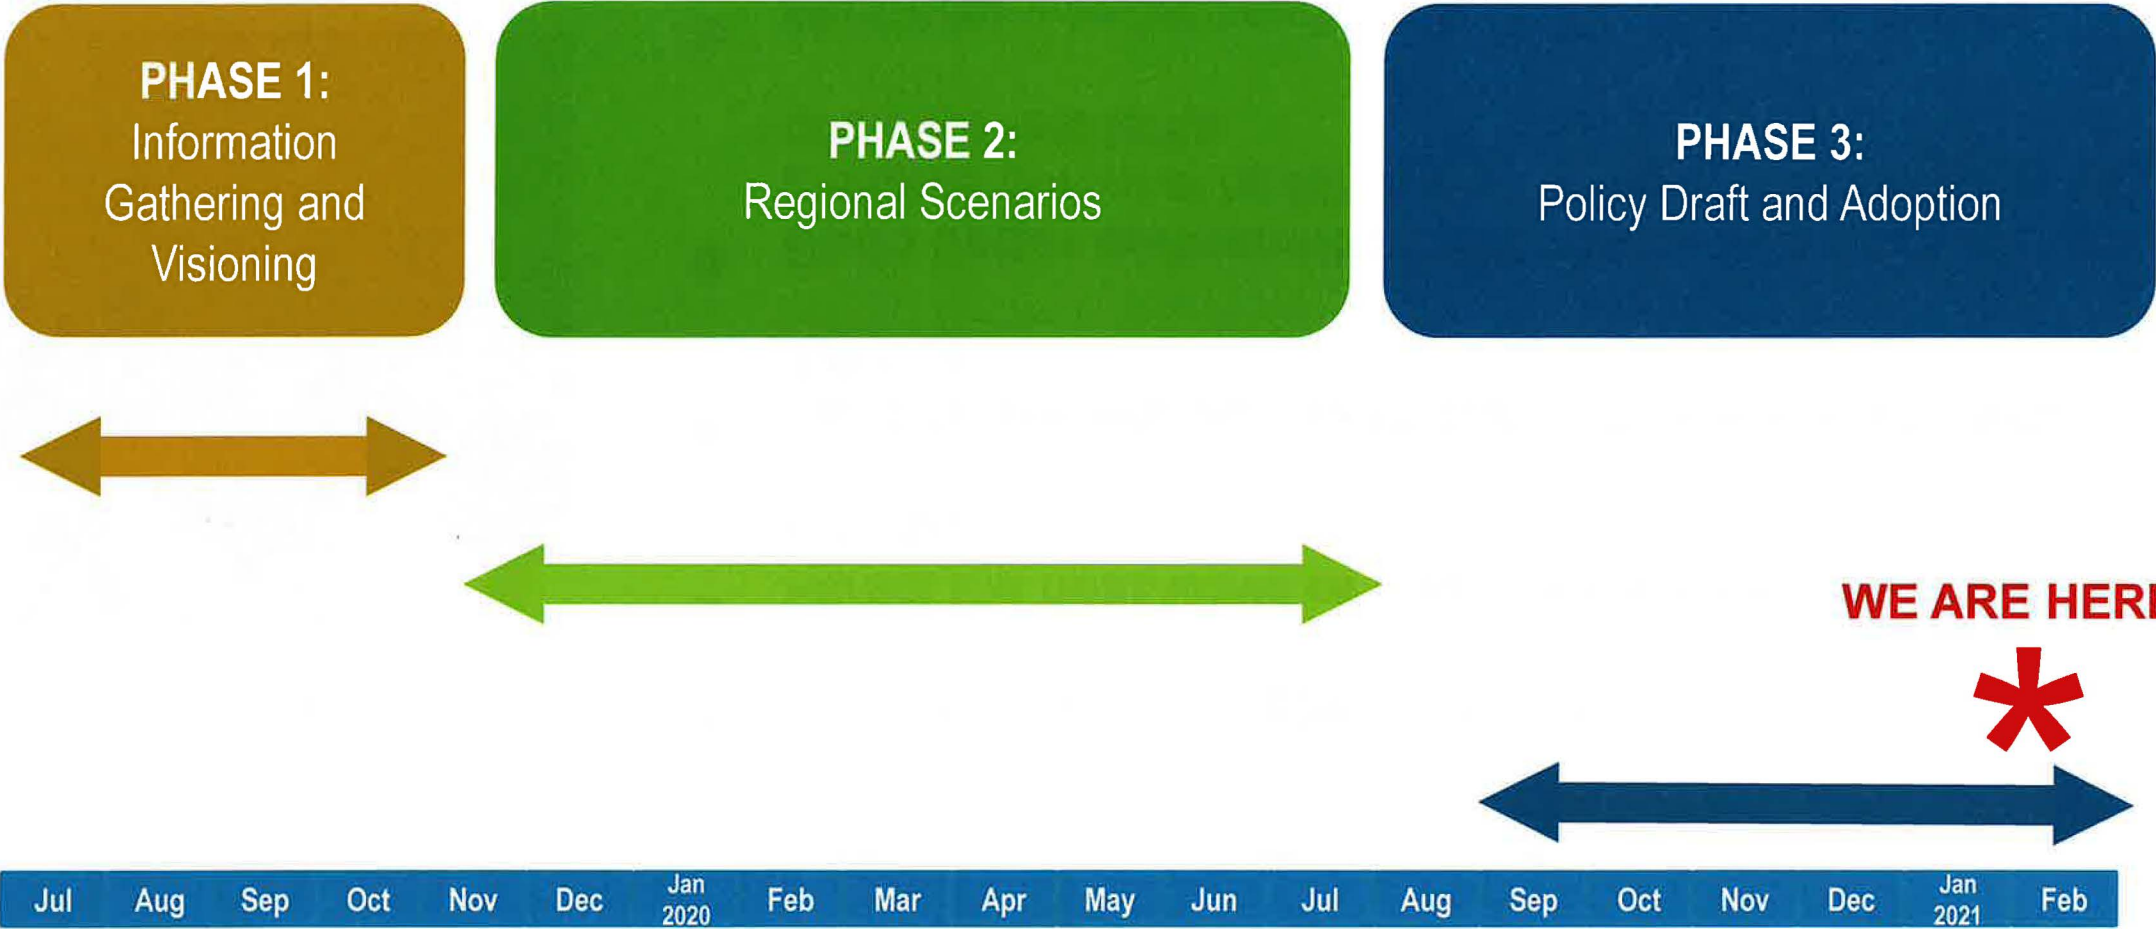 PHASE 1:
Information
Gathering and
Visioning
PHASE 2:
Regional Scenarios
PHASE 3:
Policy Draft and Adoption
WE ARE HER
Jul Aug Sep Oct Nov Dec Jan 2020 Feb Mar Apr May Jun Jul Aug Sep Oct Nov Dec Jan 2021 Feb